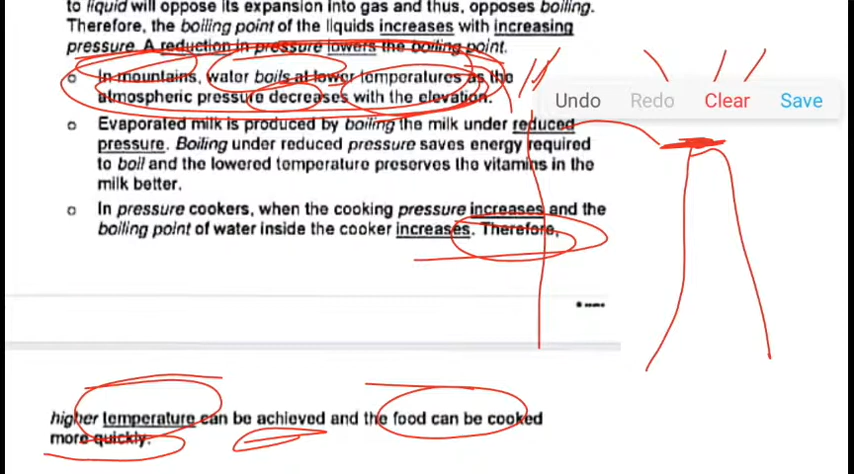 to liquid will oppose its expansion into gas and thus, opposes boiling.
Therefore, the boiling point of the liquids increases with increasing
pressure. A reduction in pressure lowers the boiling point.
o In mountains, water boils at lower temperatures as the
atmospheric pressure decreases with the elevation.
Undo Redo Clear Save
o Evaporated milk is produced by boiling the milk under reduced
pressure. Boiling under reduced pressure saves energy required
to boil and the lowered temperature preserves the vitamins in the
milk better.
o In pressure cookers, when the cooking pressure increases and the
boiling point of water inside the cooker increases. Therefore,
higher temperature can be achieved and the food can be cooked
more quickly.